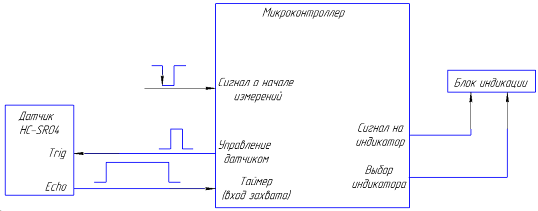 Микроконтроллер
Сигнал о начале
измерений
Блок индикации
Датчик
HC-SR04
Trig
Echo
Управление
датчиком
Таймер
(вход захвата)
Сигнал на
индикатор
Выбор
индикатора